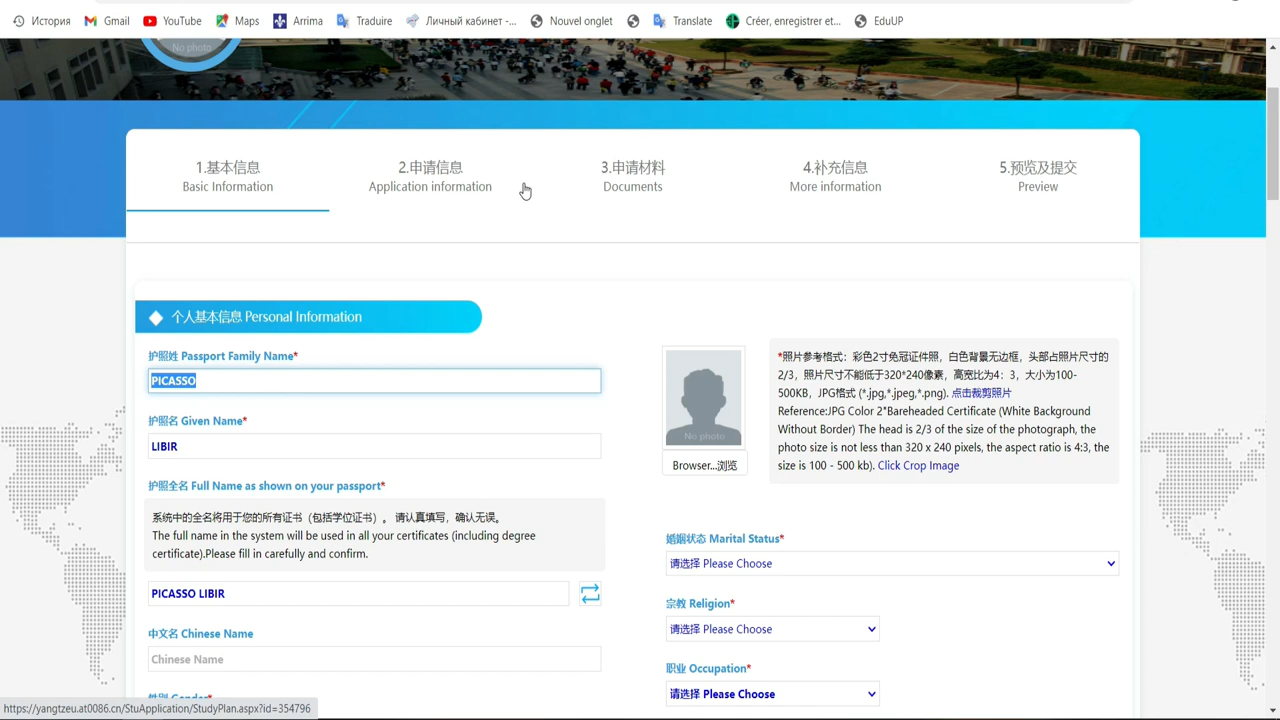 История
Gmail
YouTube
Maps
Arrima
Traduire
Личный кабинет -...
Nouvel onglet
Translate
Créer, enregistrer et...
EduUP
No photo
1.基本信息
Basic Information
2.申请信息
Application information
3.申请材料
Documents
4.补充信息
More information
5.预览及提交
Preview
个人基本信息 Personal Information
护照姓 Passport Family Name*
PICASSO
护照名 Given Name*
LIBIR
护照全名 Full Name as shown on your passport*
系统中的全名将用于您的所有证书（包括学位证书）。 请认真填写，确认无误。
The full name in the system will be used in all your certificates (including degree
certificate).Please fill in carefully and confirm.
PICASSO LIBIR
中文名 Chinese Name
Chinese Name
性别 Gender*
No photo
Browser...浏览
*照片参考格式：彩色2寸免冠证件照，白色背景无边框，头部占照片尺寸的
2/3，照片尺寸不能低于320*240像素，高宽比为4：3，大小为100-
500KB，JPG格式 (*.jpg,*.jpeg,*.png). 点击裁剪照片
Reference:JPG Color 2"Bareheaded Certificate (White Background
Without Border) The head is 2/3 of the size of the photograph, the
photo size is not less than 320 x 240 pixels, the aspect ratio is 4:3, the
size is 100 - 500 kb). Click Crop Image
婚姻状态 Marital Status*
请选择 Please Choose
宗教 Religion*
请选择 Please Choose
职业 Occupation*
请选择 Please Choose
https://yangtzeu.at0086.cn/StuApplication/StudyPlan.aspx?id=354796